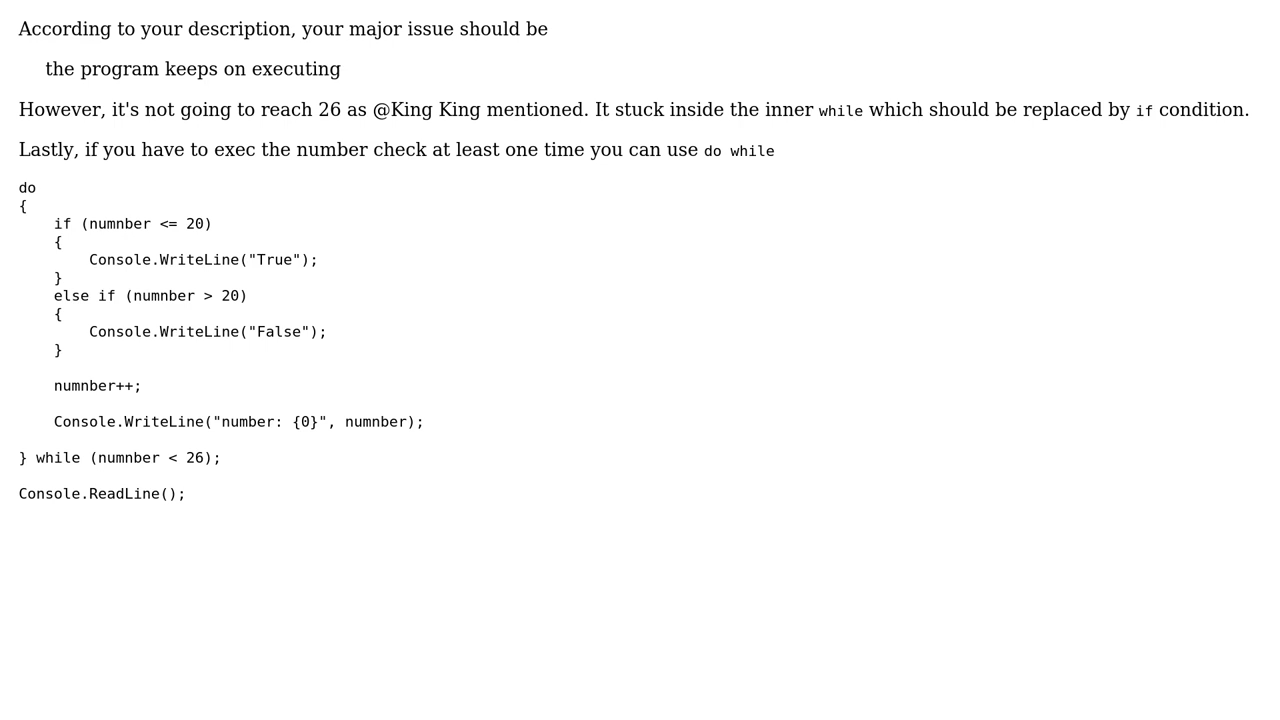 According to your description, your major issue should be
the program keeps on executing
However, it's not going to reach 26 as @King King mentioned. It stuck inside the inner while which should be replaced by if condition.
Lastly, if you have to exec the number check at least one time you can use do while
do
{
    if (numnber <= 20)
    {
        Console.WriteLine("True");
    }
    else if (numnber > 20)
    {
        Console.WriteLine("False");
    }
    numnber++;
    Console.WriteLine("number: {0}", numnber);
} while (numnber < 26);
Console.ReadLine();